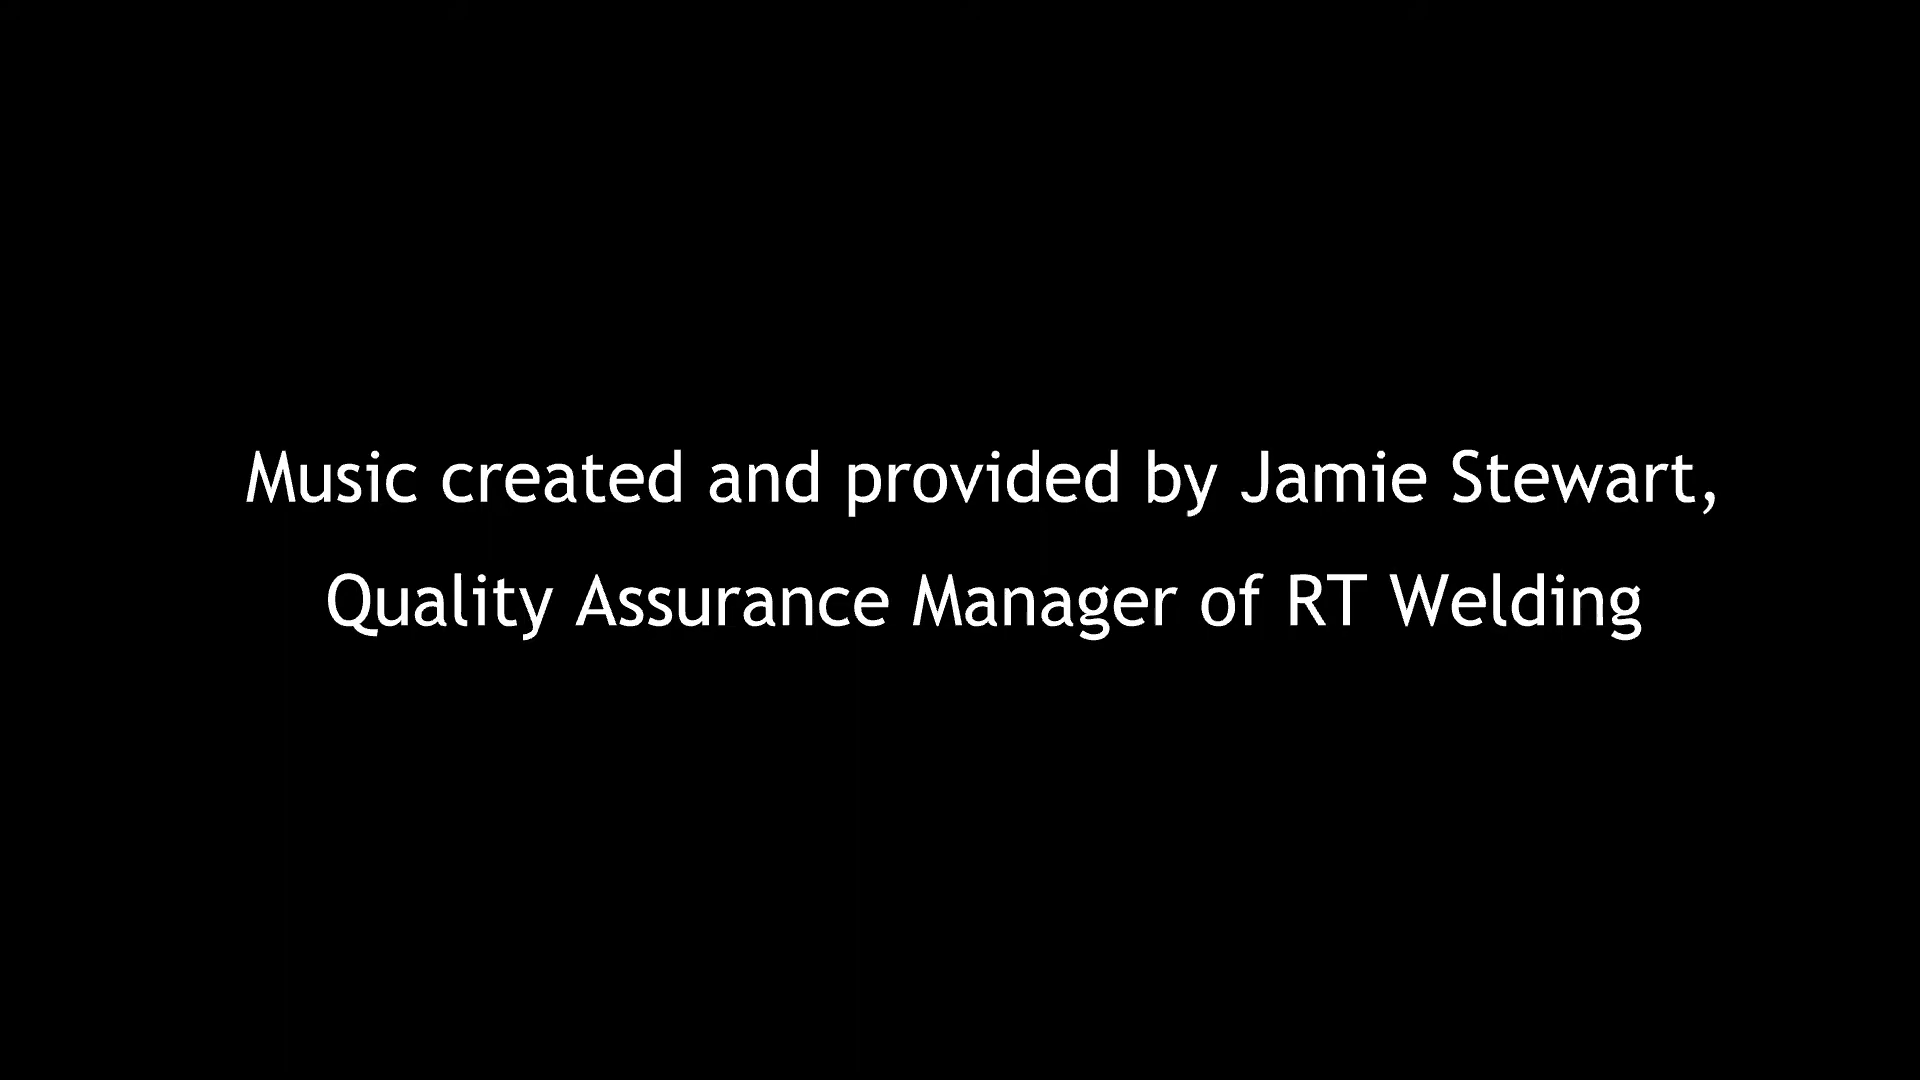 Music created and provided by Jamie Stewart,
Quality Assurance Manager of RT Welding